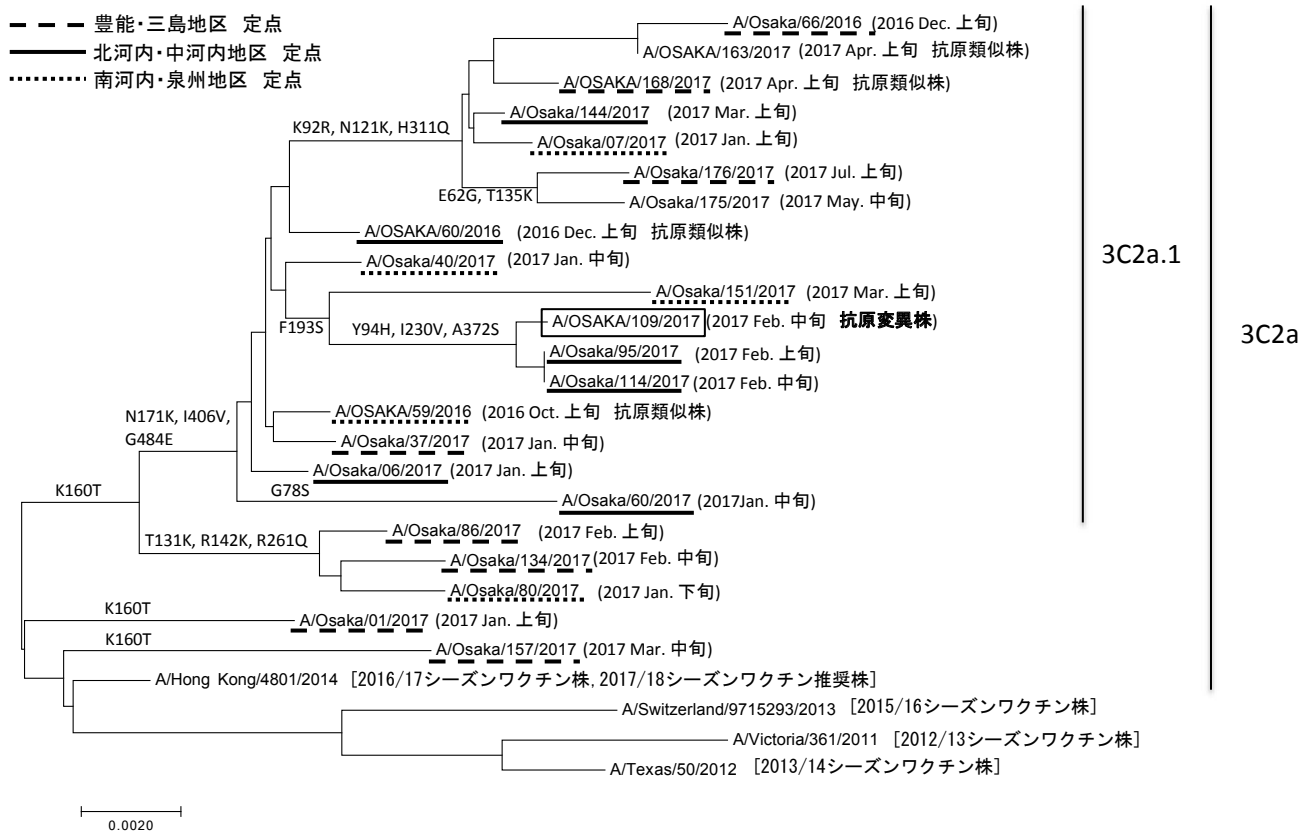 豊能・三島地区 定点
北河内・中河内地区 定点
南河内・泉州地区 定点
A/Osaka/66/2016 (2016 Dec. 上旬)
A/OSAKA/163/2017 (2017 Apr. 上旬 抗原類似株)
A/OSAKA/168/2017 (2017 Apr. 上旬 抗原類似株)
A/Osaka/144/2017 (2017 Mar. 上旬)
K92R, N121K, H311Q
A/Osaka/07/2017 (2017 Jan. 上旬)
A/Osaka/176/2017 (2017 Jul. 上旬)
E62G, T135K
A/Osaka/175/2017 (2017 May. 中旬)
A/OSAKA/60/2016 (2016 Dec. 上旬 抗原類似株)
3C2a.1
A/Osaka/40/2017 (2017 Jan. 中旬)
A/Osaka/151/2017 (2017 Mar. 上旬)
F193S
Y94H, I230V, A372S
A/OSAKA/109/2017 (2017 Feb. 中旬 抗原変異株)
3C2a
A/Osaka/95/2017 (2017 Feb. 上旬)
A/Osaka/114/2017 (2017 Feb. 中旬)
N171K, I406V,
G484E
A/OSAKA/59/2016 (2016 Oct. 上旬 抗原類似株)
A/Osaka/37/2017 (2017 Jan. 中旬)
A/Osaka/06/2017 (2017 Jan. 上旬)
K160T
G78S
A/Osaka/60/2017 (2017Jan. 中旬)
T131K, R142K, R261Q
A/Osaka/86/2017 (2017 Feb. 上旬)
A/Osaka/134/2017 (2017 Feb. 中旬)
A/Osaka/80/2017 (2017 Jan. 下旬)
K160T
A/Osaka/01/2017 (2017 Jan. 上旬)
K160T
A/Osaka/157/2017 (2017 Mar. 中旬)
A/Hong Kong/4801/2014 [2016/17シーズンワクチン株, 2017/18シーズンワクチン推奨株]
A/Switzerland/9715293/2013 [2015/16シーズンワクチン株]
A/Victoria/361/2011 [2012/13シーズンワクチン株]
A/Texas/50/2012 [2013/14シーズンワクチン株]
0.0020